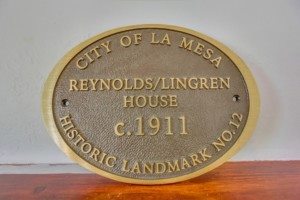 CITY OF LA MESA
REYNOLDS/LINGREN
HOUSE
c.1911
HISTORIC LANDMARK NO.12